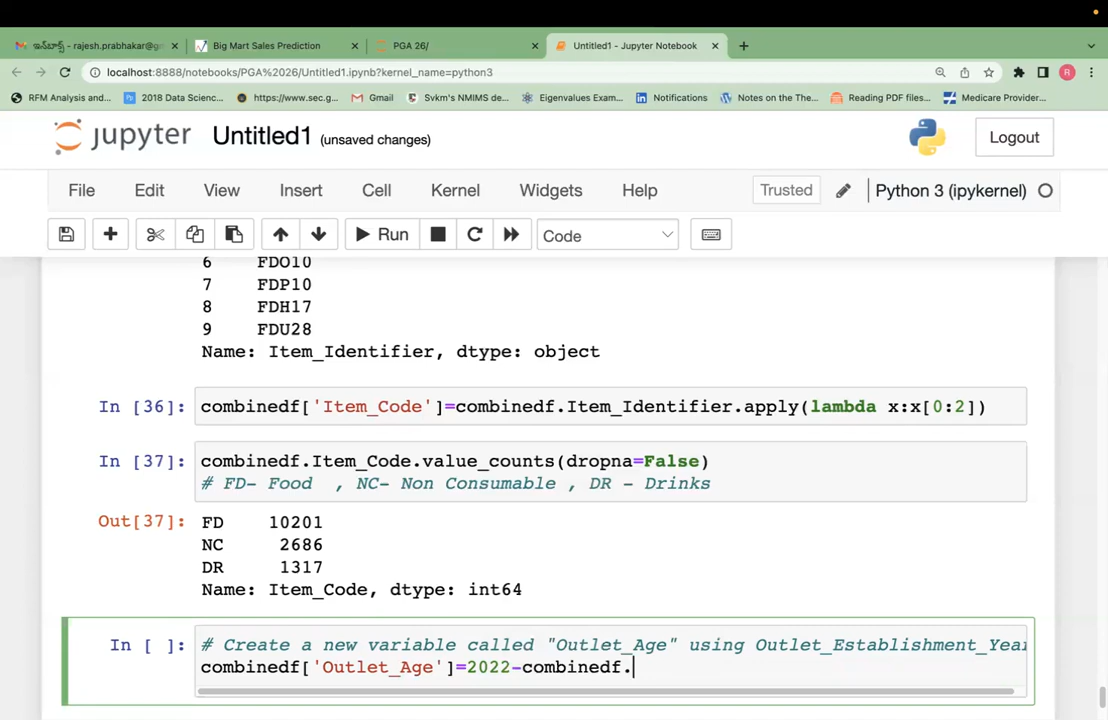 ఇన్‌బాక్స్ - rajesh.prabhakar@gm
Big Mart Sales Prediction
PGA 26/
Untitled1 - Jupyter Notebook
localhost:8888/notebooks/PGA%2026/Untitled1.ipynb?kernel_name=python3
R
RFM Analysis and...
2018 Data Scienc...
https://www.sec.g...
Gmail
Svkm's NMIMS de...
Eigenvalues Exam...
Notifications
Notes on the The...
Reading PDF files...
Medicare Provider...
jupyter Untitled1 (unsaved changes)
Logout
File Edit View Insert Cell Kernel Widgets Help
Trusted
Python 3 (ipykernel)
Run
Code
6 FDO10
7 FDP10
8 FDH17
9 FDU28
Name: Item_Identifier, dtype: object
In [36]: combinedf['Item_Code']=combinedf.Item_Identifier.apply(lambda x:x[0:2])
In [37]: combinedf.Item_Code.value_counts(dropna=False)
# FD- Food , NC- Non Consumable , DR - Drinks
Out[37]: FD 10201
NC 2686
DR 1317
Name: Item_Code, dtype: int64
In [ ]: # Create a new variable called "Outlet_Age" using Outlet_Establishment_Year
combinedf['Outlet_Age']=2022-combinedf.